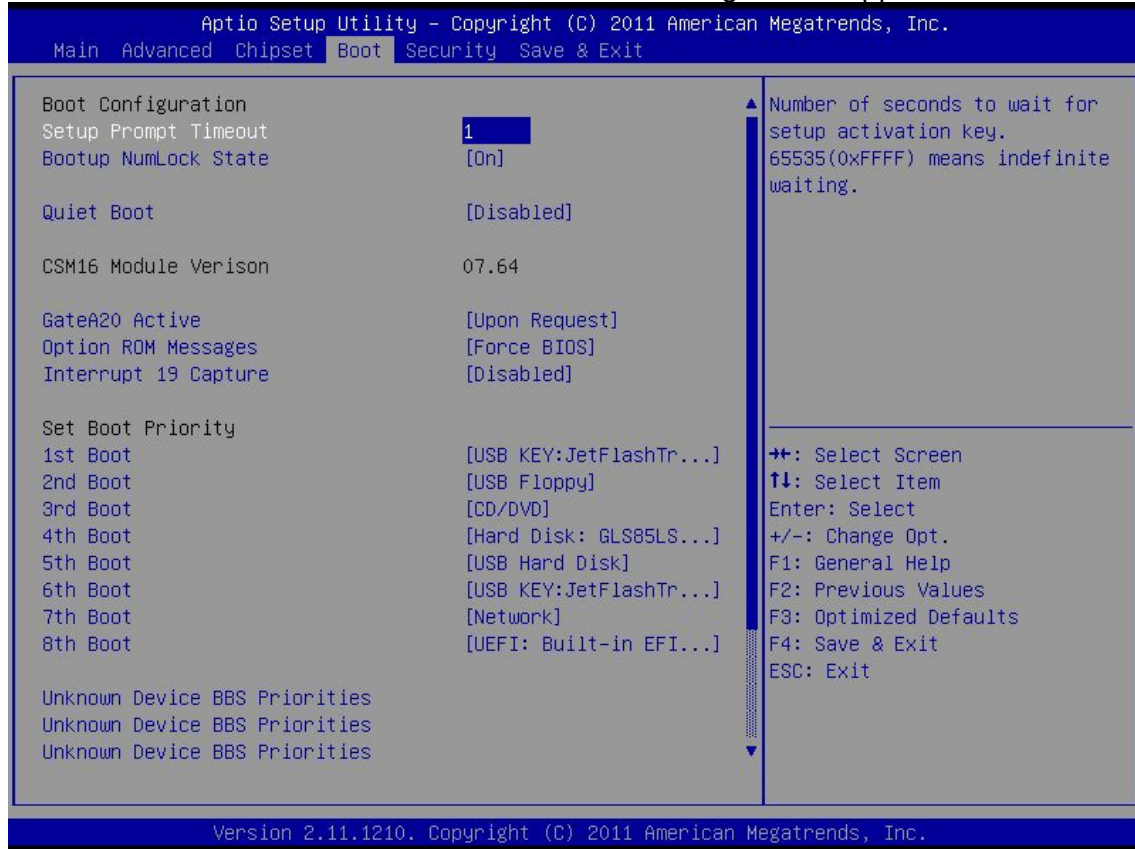 Aptio Setup Utility – Copyright (C) 2011 American Megatrends, Inc.
Main Advanced Chipset Boot Security Save & Exit
Boot Configuration
Setup Prompt Timeout 1
Bootup NumLock State [On]
Quiet Boot [Disabled]
CSM16 Module Verison 07.64
GateA20 Active [Upon Request]
Option ROM Messages [Force BIOS]
Interrupt 19 Capture [Disabled]
Set Boot Priority
1st Boot [USB KEY:JetFlashTr...]
2nd Boot [USB Floppy]
3rd Boot [CD/DVD]
4th Boot [Hard Disk: GLS85LS...]
5th Boot [USB Hard Disk]
6th Boot [USB KEY:JetFlashTr...]
7th Boot [Network]
8th Boot [UEFI: Built-in EFI...]
Unknown Device BBS Priorities
Unknown Device BBS Priorities
Unknown Device BBS Priorities
Number of seconds to wait for
setup activation key.
65535(0xFFFF) means indefinite
waiting.
→←: Select Screen
↑↓: Select Item
Enter: Select
+/-: Change Opt.
F1: General Help
F2: Previous Values
F3: Optimized Defaults
F4: Save & Exit
ESC: Exit
Version 2.11.1210. Copyright (C) 2011 American Megatrends, Inc.